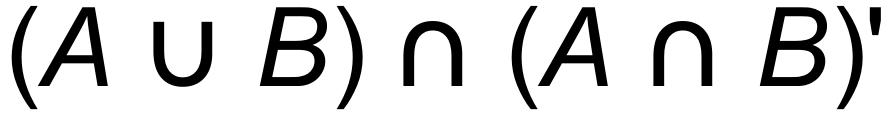 (A ∪ B) ∩ (A ∩ B)'